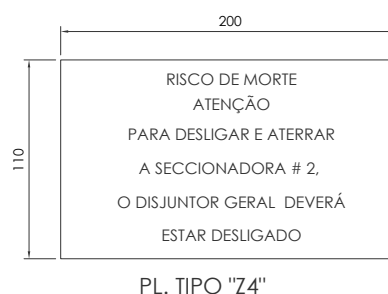 200
110
RISCO DE MORTE
ATENÇÃO
PARA DESLIGAR E ATERRAR
A SECCIONADORA # 2,
O DISJUNTOR GERAL DEVERÁ
ESTAR DESLIGADO
PL. TIPO "Z4"